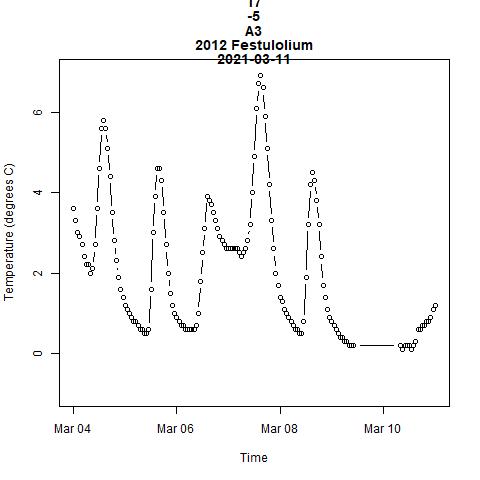 17
-5
A3
2012 Festulolium
2021-03-11
Temperature (degrees C)
6
4
2
0
Mar 04
Mar 06
Mar 08
Mar 10
Time